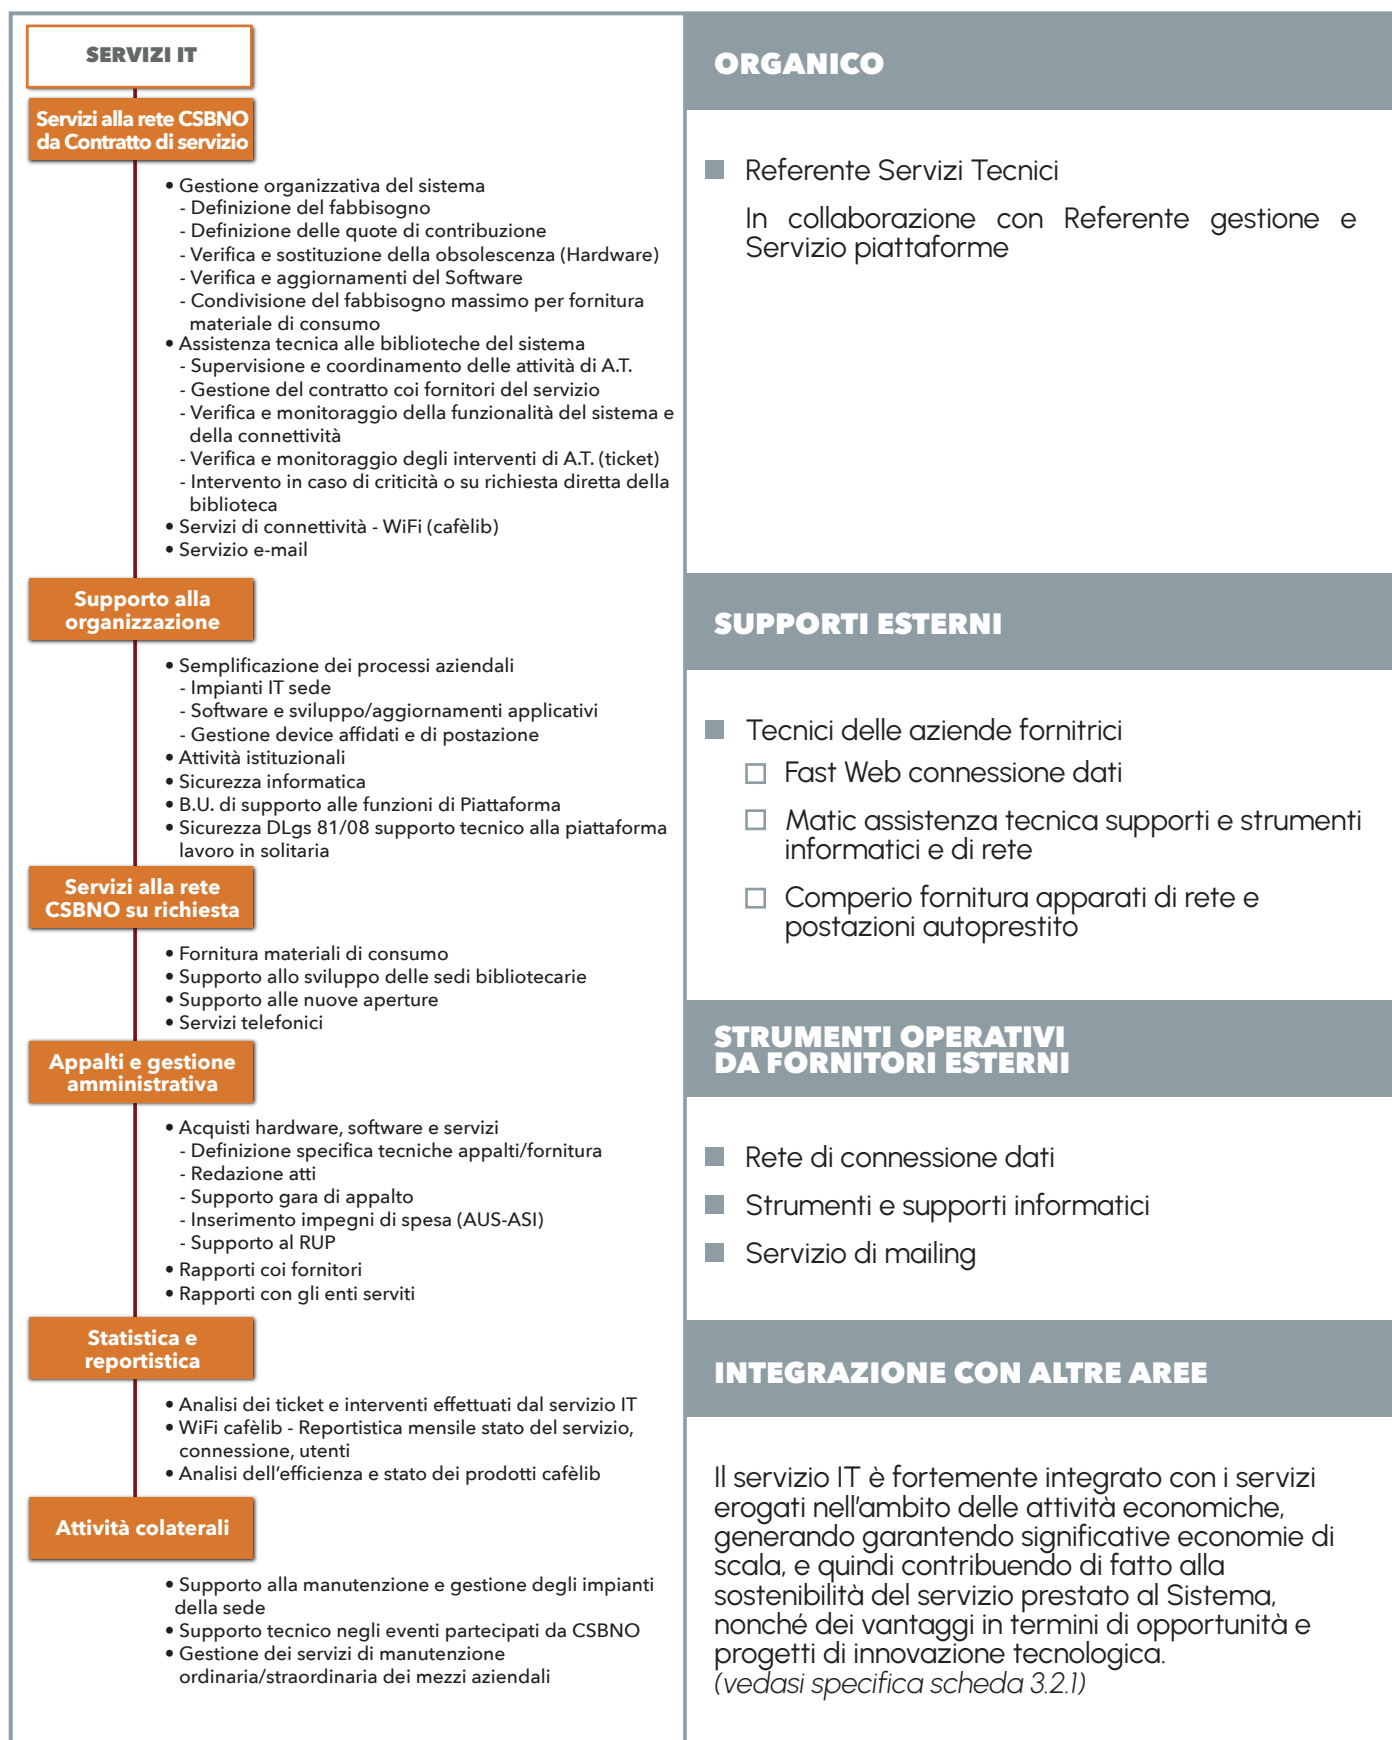 SERVIZI IT
Servizi alla rete CSBNO
da Contratto di servizio
• Gestione organizzativa del sistema
- Definizione del fabbisogno
- Definizione delle quote di contribuzione
- Verifica e sostituzione della obsolescenza (Hardware)
- Verifica e aggiornamenti del Software
- Condivisione del fabbisogno massimo per fornitura
materiale di consumo
• Assistenza tecnica alle biblioteche del sistema
- Supervisione e coordinamento delle attività di A.T.
- Gestione del contratto coi fornitori del servizio
- Verifica e monitoraggio della funzionalità del sistema e
della connettività
- Verifica e monitoraggio degli interventi di A.T. (ticket)
- Intervento in caso di criticità o su richiesta diretta della
biblioteca
• Servizi di connettività - WiFi (cafèlib)
• Servizio e-mail
Supporto alla
organizzazione
• Semplificazione dei processi aziendali
- Impianti IT sede
- Software e sviluppo/aggiornamenti applicativi
- Gestione device affidati e di postazione
• Attività istituzionali
• Sicurezza informatica
• B.U. di supporto alle funzioni di Piattaforma
• Sicurezza DLgs 81/08 supporto tecnico alla piattaforma
lavoro in solitaria
Servizi alla rete
CSBNO su richiesta
• Fornitura materiali di consumo
• Supporto allo sviluppo delle sedi bibliotecarie
• Supporto alle nuove aperture
• Servizi telefonici
Appalti e gestione
amministrativa
• Acquisti hardware, software e servizi
- Definizione specifica tecniche appalti/fornitura
- Redazione atti
- Supporto gara di appalto
- Inserimento impegni di spesa (AUS-ASI)
- Supporto al RUP
• Rapporti coi fornitori
• Rapporti con gli enti serviti
Statistica e
reportistica
• Analisi dei ticket e interventi effettuati dal servizio IT
• WiFi cafèlib - Reportistica mensile stato del servizio,
connessione, utenti
• Analisi dell'efficienza e stato dei prodotti cafèlib
Attività colaterali
• Supporto alla manutenzione e gestione degli impianti
della sede
• Supporto tecnico negli eventi partecipati da CSBNO
• Gestione dei servizi di manutenzione
ordinaria/straordinaria dei mezzi aziendali
ORGANICO
Referente Servizi Tecnici
In collaborazione con Referente gestione e
Servizio piattaforme
SUPPORTI ESTERNI
Tecnici delle aziende fornitrici
Fast Web connessione dati
Matic assistenza tecnica supporti e strumenti
informatici e di rete
Comperio fornitura apparati di rete e
postazioni autoprestito
STRUMENTI OPERATIVI
DA FORNITORI ESTERNI
Rete di connessione dati
Strumenti e supporti informatici
Servizio di mailing
INTEGRAZIONE CON ALTRE AREE
Il servizio IT è fortemente integrato con i servizi
erogati nell'ambito delle attività economiche,
generando garantendo significative economie di
scala, e quindi contribuendo di fatto alla
sostenibilità del servizio prestato al Sistema,
nonché dei vantaggi in termini di opportunità e
progetti di innovazione tecnologica.
(vedasi specifica scheda 3.2.1)